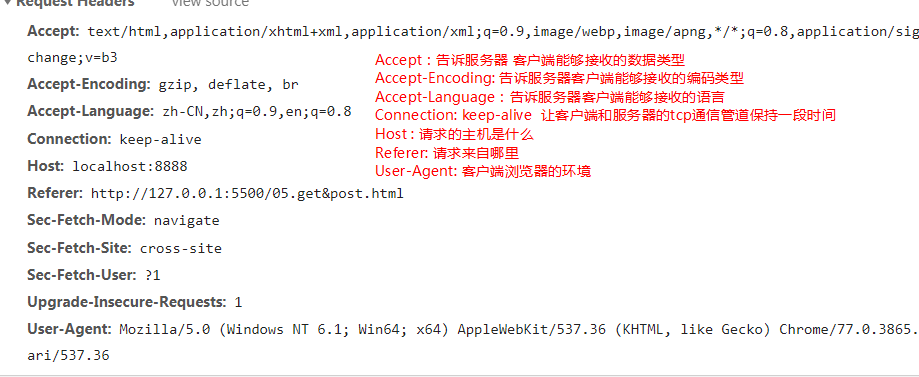 Request Headers view source
Accept: text/html,application/xhtml+xml,application/xml;q=0.9,image/webp,image/apng,*/*;q=0.8,application/sig
change;v=b3
Accept : 告诉服务器 客户端能够接收的数据类型
Accept-Encoding: 告诉服务器客户端能够接收的编码类型
Accept-Language : 告诉服务器客户端能够接收的语言
Connection: keep-alive 让客户端和服务器的tcp通信管道保持一段时间
Host : 请求的主机是什么
Referer: 请求来自哪里
User-Agent: 客户端浏览器的环境
Accept-Encoding: gzip, deflate, br
Accept-Language: zh-CN,zh;q=0.9,en;q=0.8
Connection: keep-alive
Host: localhost:8888
Referer: http://127.0.0.1:5500/05.get&post.html
Sec-Fetch-Mode: navigate
Sec-Fetch-Site: cross-site
Sec-Fetch-User: ?1
Upgrade-Insecure-Requests: 1
User-Agent: Mozilla/5.0 (Windows NT 6.1; Win64; x64) AppleWebKit/537.36 (KHTML, like Gecko) Chrome/77.0.3865.
ari/537.36